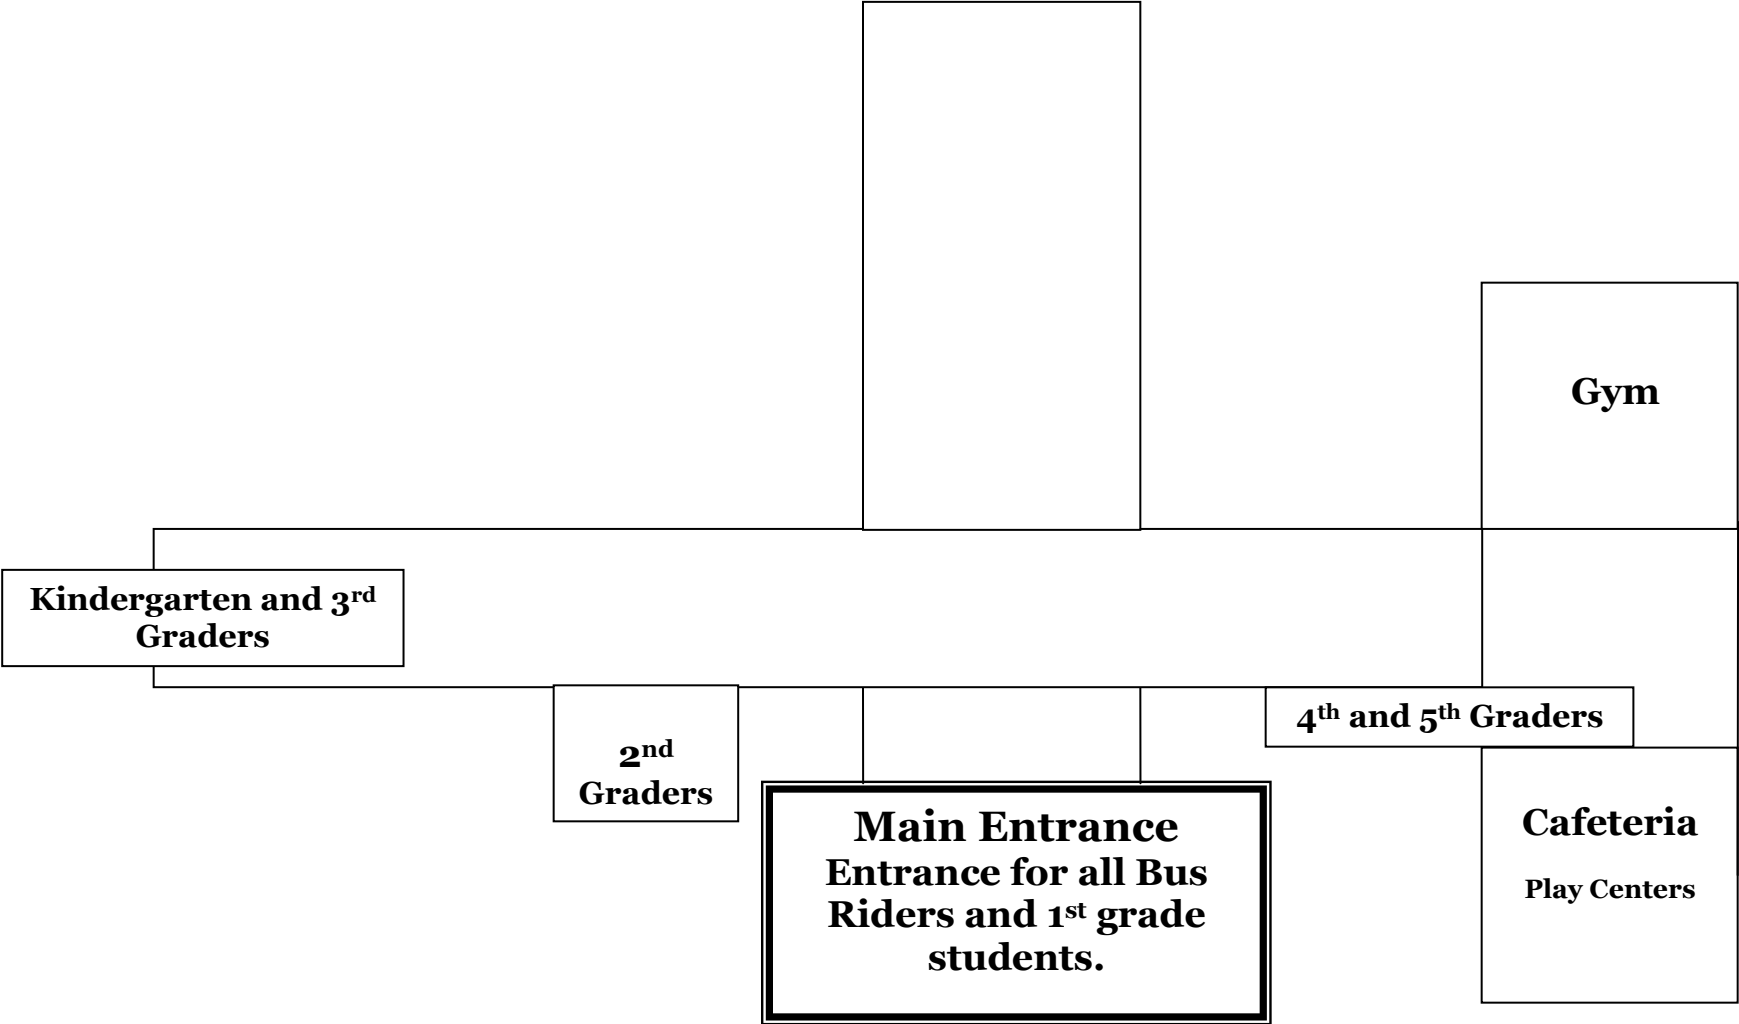 Gym
Kindergarten and 3rd
Graders
4th and 5th Graders
2nd
Graders
Main Entrance
Entrance for all Bus
Riders and 1st grade
students.
Cafeteria
Play Centers